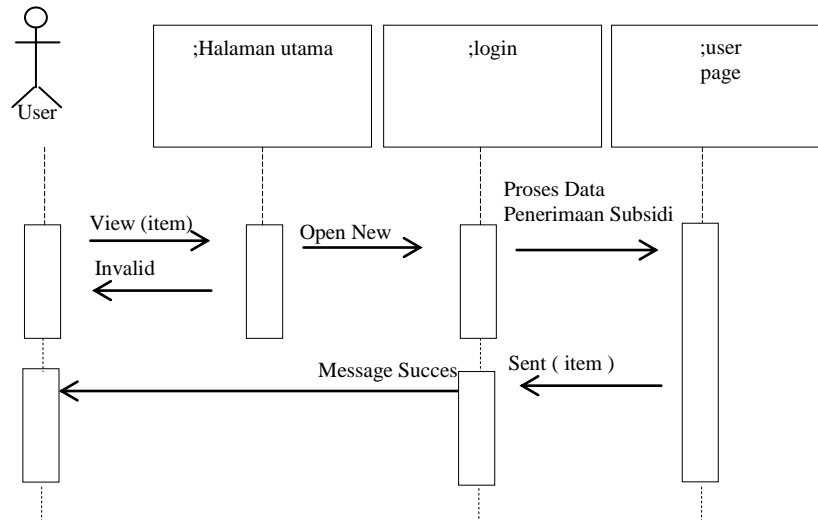 ;Halaman utama
;login
;user
page
User
View (item)
Open New
Proses Data
Penerimaan Subsidi
Invalid
Message Succes
Sent ( item )